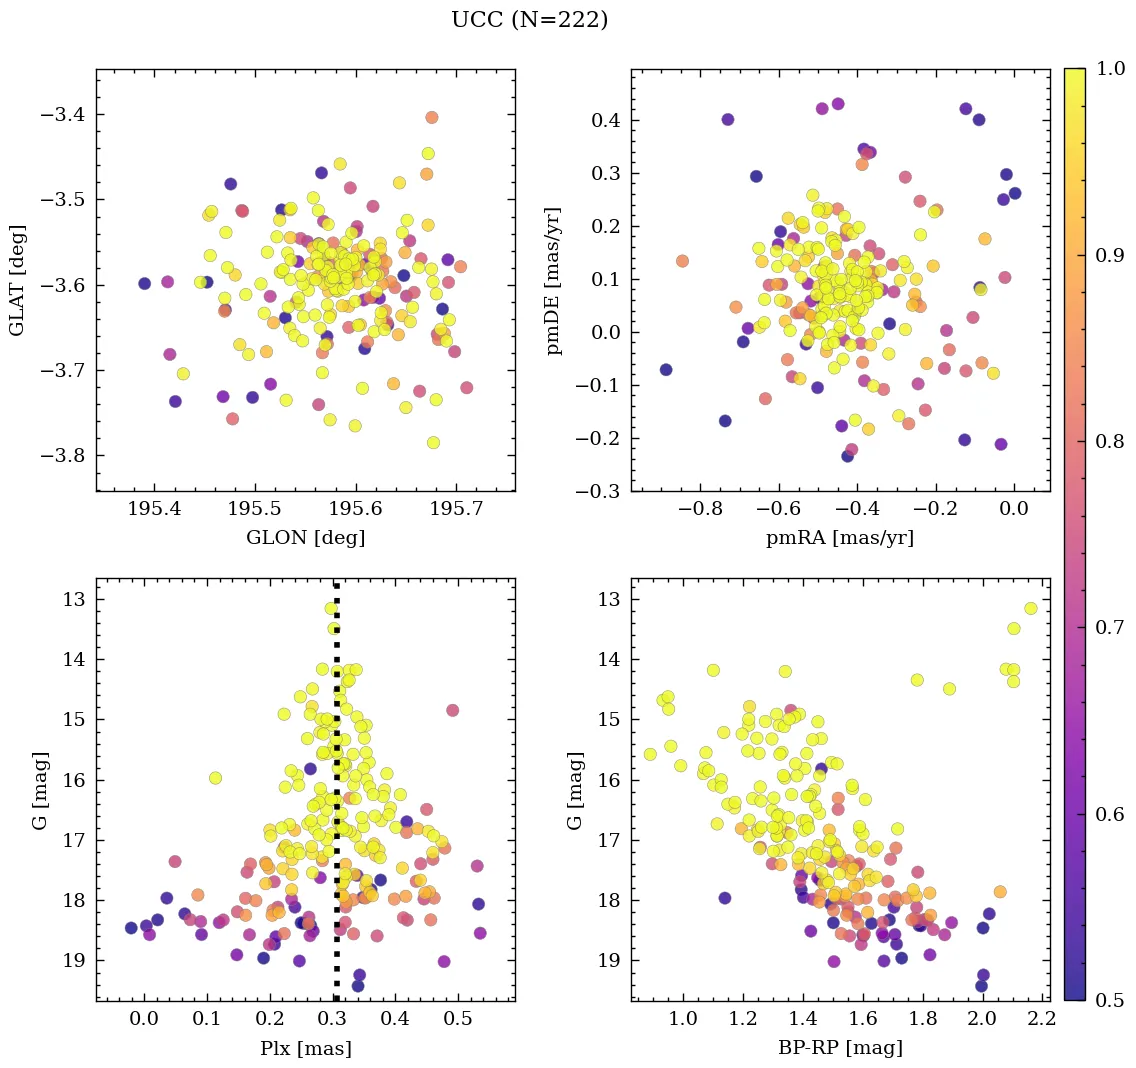 UCC (N=222)
−3.4
−3.5
−3.6
−3.7
−3.8
GLAT [deg]
195.4 195.5 195.6 195.7
GLON [deg]
0.4
0.3
0.2
0.1
0.0
−0.1
−0.2
−0.3
pmDE [mas/yr]
−0.8 −0.6 −0.4 −0.2 0.0
pmRA [mas/yr]
13
14
15
16
17
18
19
G [mag]
0.0 0.1 0.2 0.3 0.4 0.5
Plx [mas]
13
14
15
16
17
18
19
G [mag]
1.0 1.2 1.4 1.6 1.8 2.0 2.2
BP-RP [mag]
1.0
0.9
0.8
0.7
0.6
0.5